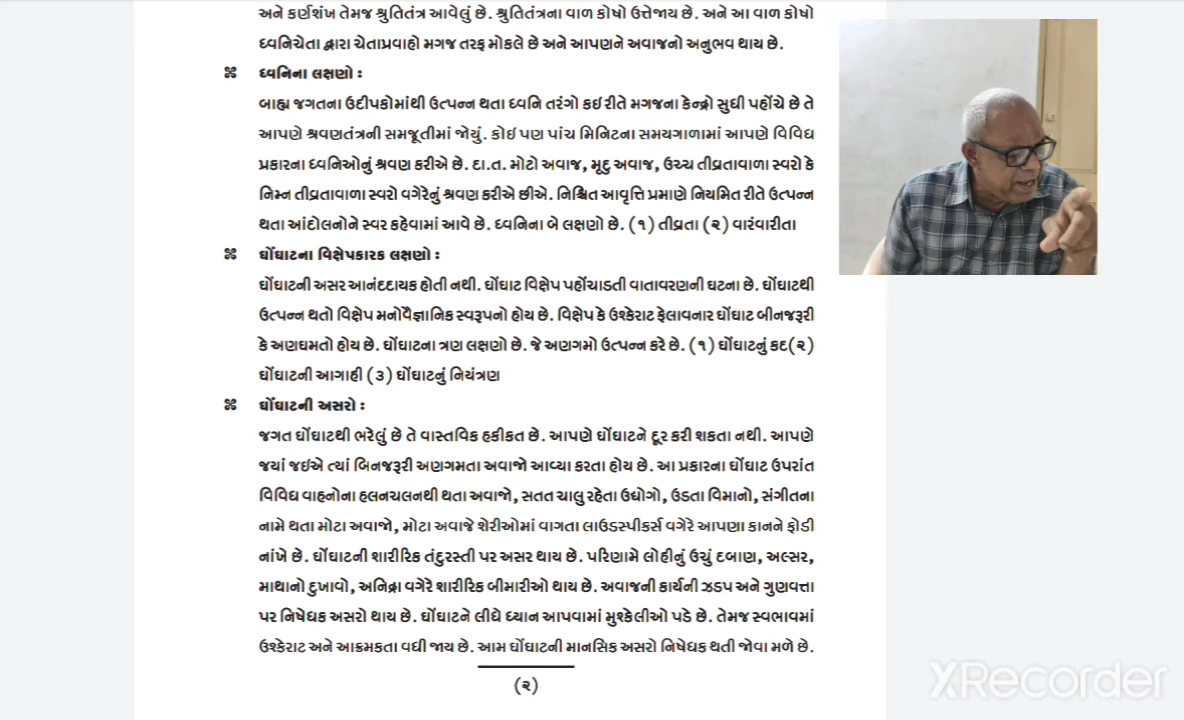 અને કર્ણશંખ તેમજ શ્રુતિતંત્ર આવેલું છે. શ્રુતિતંત્રના વાળ કોષો ઉત્તેજાય છે. અને આ વાળ કોષો
ધ્વનિચેતા દ્વારા ચેતાપ્રવાહો મગજ તરફ મોકલે છે અને આપણને અવાજનો અનુભવ થાય છે.
⌘ ધ્વનિના લક્ષણો :
બાહ્ય જગતના ઉદીપકોમાંથી ઉત્પન્ન થતા ધ્વનિ તરંગો કઈ રીતે મગજના કેન્દ્રો સુધી પહોંચે છે તે
આપણે શ્રવણતંત્રની સમજૂતીમાં જોયું. કોઇ પણ પાંચ મિનિટના સમયગાળામાં આપણે વિવિધ
પ્રકારના ધ્વનિઓનું શ્રવણ કરીએ છે. દા.ત. મોટો અવાજ, મૃદુ અવાજ, ઉચ્ચ તીવ્રતાવાળા સ્વરો કે
નિમ્ન તીવ્રતાવાળા સ્વરો વગેરેનું શ્રવણ કરીએ છીએ. નિશ્ચિત આવૃત્તિ પ્રમાણે નિયમિત રીતે ઉત્પન્ન
થતા આંદોલનોને સ્વર કહેવામાં આવે છે. ધ્વનિના બે લક્ષણો છે. (૧) તીવ્રતા (૨) વારંવારીતા
⌘ ઘોંઘાટના વિક્ષેપકારક લક્ષણો :
ઘોંઘાટની અસર આનંદદાયક હોતી નથી. ઘોંઘાટ વિક્ષેપ પહોંચાડતી વાતાવરણની ઘટના છે. ઘોંઘાટથી
ઉત્પન્ન થતો વિક્ષેપ મનોવૈજ્ઞાનિક સ્વરૂપનો હોય છે. વિક્ષેપ કે ઉશ્કેરાટ ફેલાવનાર ઘોંઘાટ બીનજરૂરી
કે અણઘમતો હોય છે. ઘોંઘાટના ત્રણ લક્ષણો છે. જે અણગમો ઉત્પન્ન કરે છે. (૧) ઘોંઘાટનું કદ(૨)
ઘોંઘાટની આગાહી (૩) ઘોંઘાટનું નિયંત્રણ
⌘ ઘોંઘાટની અસરો :
જગત ઘોંઘાટથી ભરેલું છે તે વાસ્તવિક હકીકત છે. આપણે ઘોંઘાટને દૂર કરી શકતા નથી. આપણે
જયાં જઈએ ત્યાં બિનજરૂરી અણગમતા અવાજો આવ્યા કરતા હોય છે. આ પ્રકારના ઘોંઘાટ ઉપરાંત
વિવિધ વાહનોના હલનચલનથી થતા અવાજો, સતત ચાલુ રહેતા ઉદ્યોગો, ઉડતા વિમાનો, સંગીતના
નામે થતા મોટા અવાજો, મોટા અવાજે શેરીઓમાં વાગતા લાઉડસ્પીકર્સ વગેરે આપણા કાનને ફોડી
નાંખે છે. ઘોંઘાટની શારીરિક તંદુરસ્તી પર અસર થાય છે. પરિણામે લોહીનું ઉચું દબાણ, અલ્સર,
માથાનો દુખાવો, અનિદ્રા વગેરે શારીરિક બીમારીઓ થાય છે. અવાજની કાર્યની ઝડપ અને ગુણવત્તા
પર નિષેધક અસરો થાય છે. ઘોંઘાટને લીધે ધ્યાન આપવામાં મુશ્કેલીઓ પડે છે. તેમજ સ્વભાવમાં
ઉશ્કેરાટ અને આક્રમકતા વધી જાય છે. આમ ઘોંઘાટની માનસિક અસરો નિષેધક થતી જોવા મળે છે.
(૨)
XRecorder